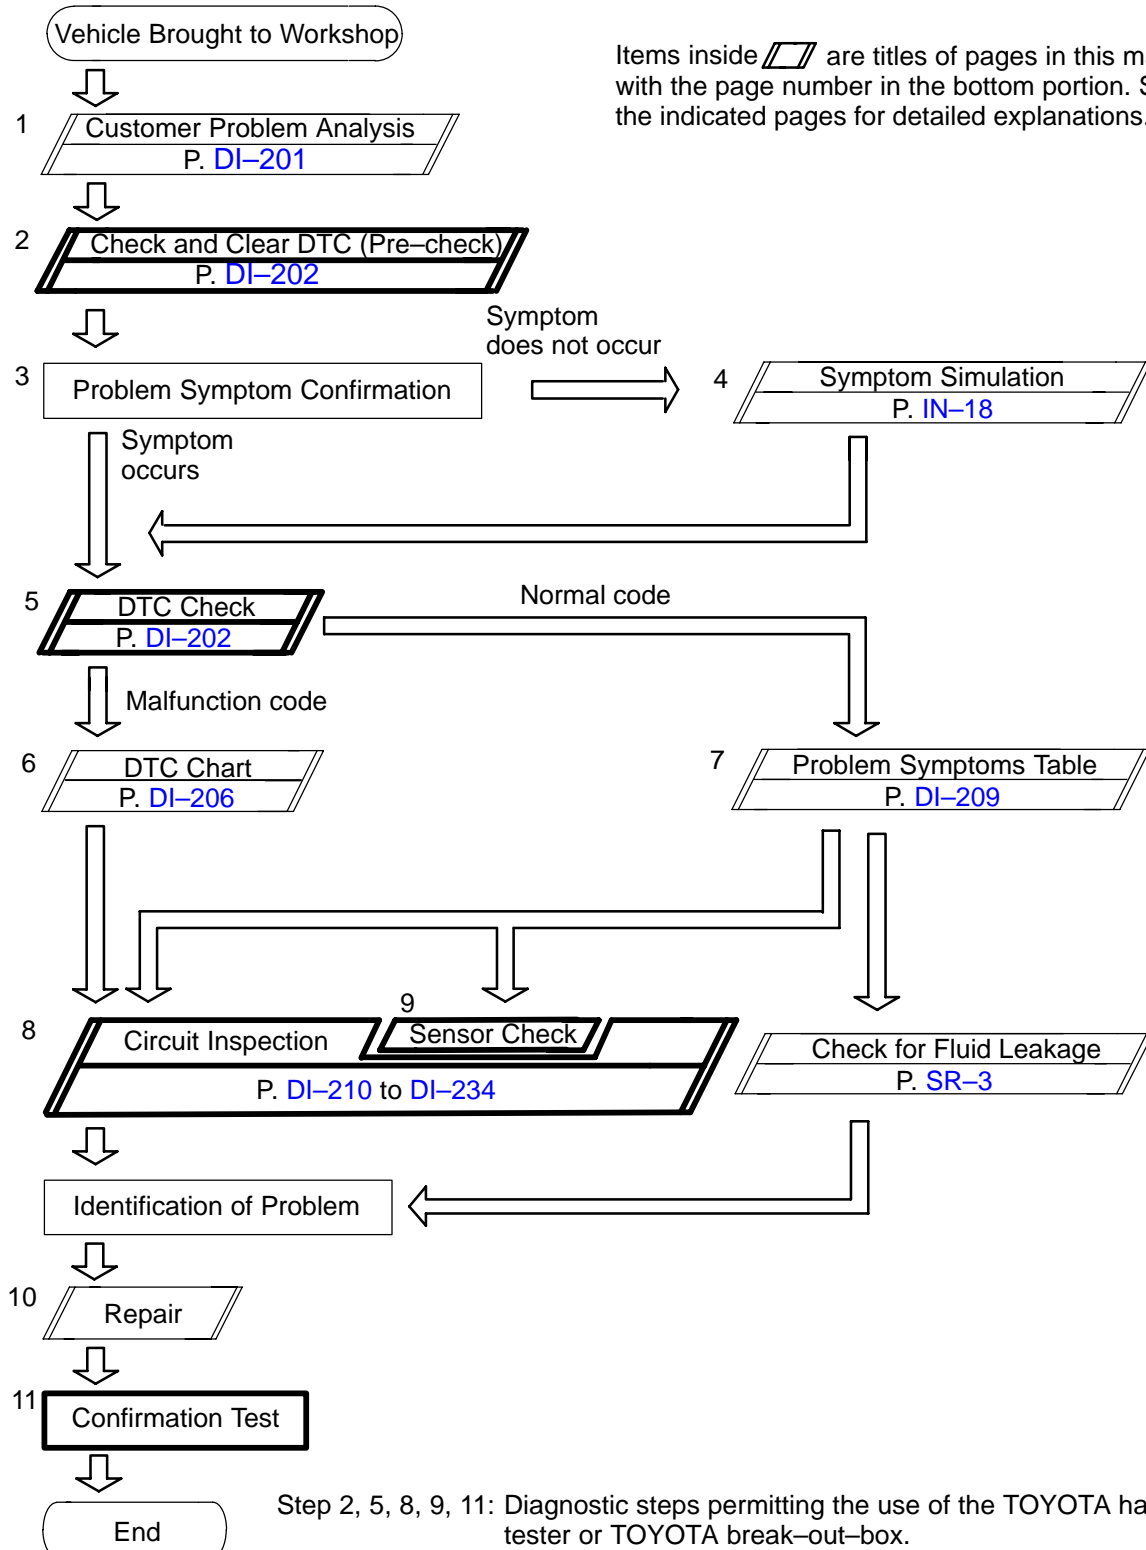 Vehicle Brought to Workshop
Items inside are titles of pages in this
with the page number in the bottom portion.
the indicated pages for detailed explanations.
1
Customer Problem Analysis
P. DI–201
2
Check and Clear DTC (Pre–check)
P. DI–202
Symptom
does not occur
3
Problem Symptom Confirmation
4
Symptom Simulation
P. IN–18
Symptom
occurs
5
DTC Check
P. DI–202
Normal code
Malfunction code
6
DTC Chart
P. DI–206
7
Problem Symptoms Table
P. DI–209
8
Circuit Inspection
9
Sensor Check
P. DI–210 to DI–234
Check for Fluid Leakage
P. SR–3
Identification of Problem
10
Repair
11
Confirmation Test
End
Step 2, 5, 8, 9, 11: Diagnostic steps permitting the use of the TOYOTA
tester or TOYOTA break–out–box.